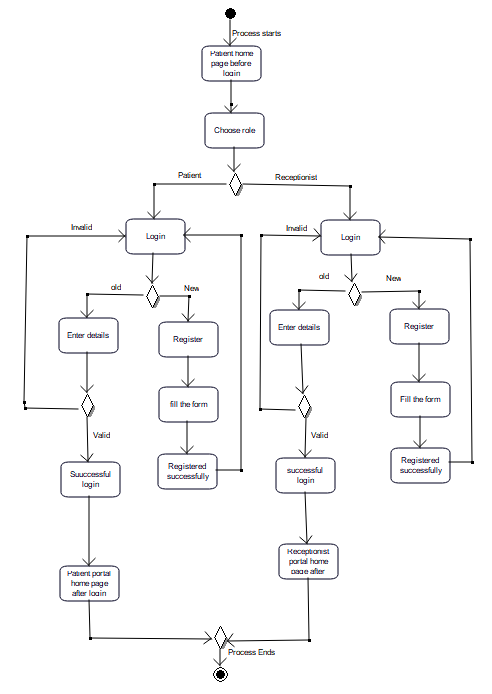 Process starts
Patient home
page before
login
Choose role
Patient
Receptionist
Invalid
Login
Invalid
Login
old
New
old
New
Enter details
Register
Enter details
Register
fill the form
Fill the form
Valid
Valid
Suuccessful
login
Registered
successfully
successful
login
Registered
successfully
Patient portal
home page
after login
Receptionist
portal home
page after
Process Ends